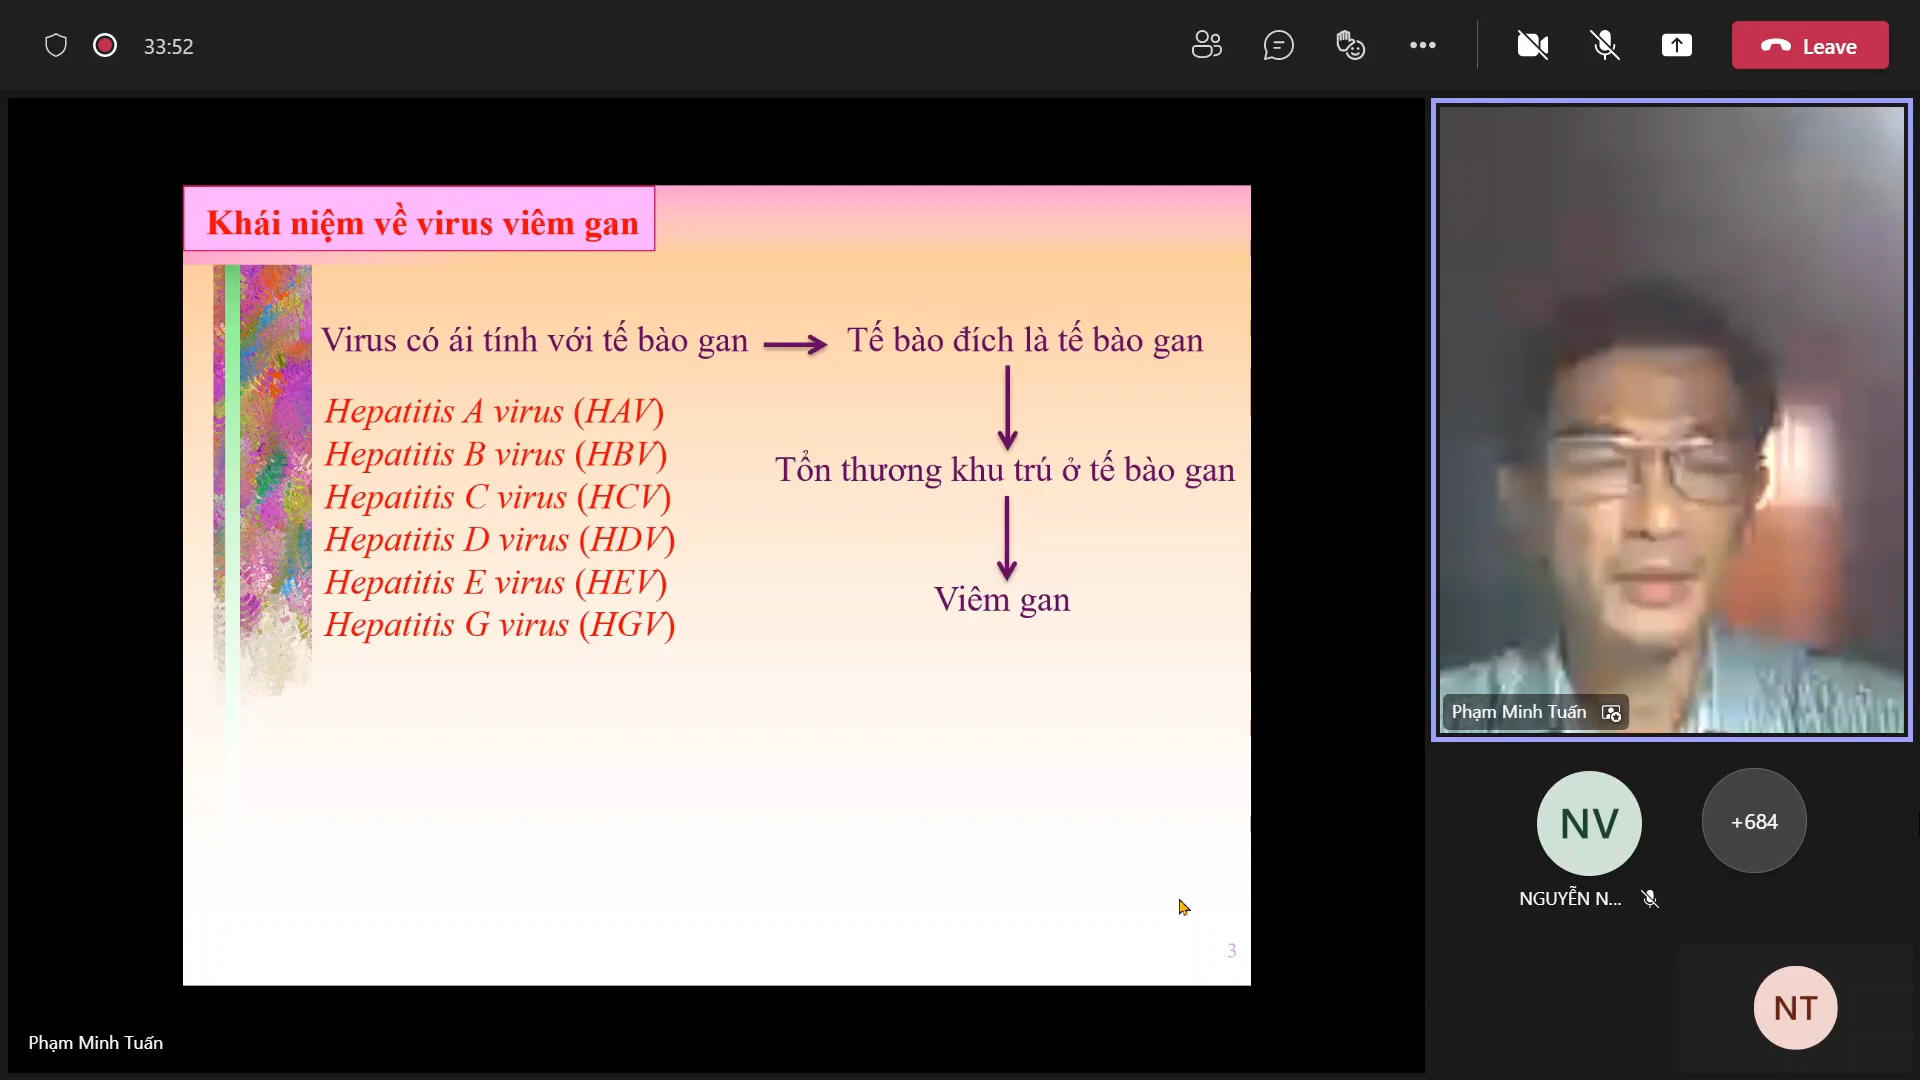 33:52
Leave
Khái niệm về virus viêm gan
Virus có ái tính với tế bào gan
Tế bào đích là tế bào gan
Hepatitis A virus (HAV)
Hepatitis B virus (HBV)
Hepatitis C virus (HCV)
Hepatitis D virus (HDV)
Hepatitis E virus (HEV)
Hepatitis G virus (HGV)
Tổn thương khu trú ở tế bào gan
Viêm gan
3
Phạm Minh Tuấn
Phạm Minh Tuấn
NV
+684
NGUYỄN N...
NT